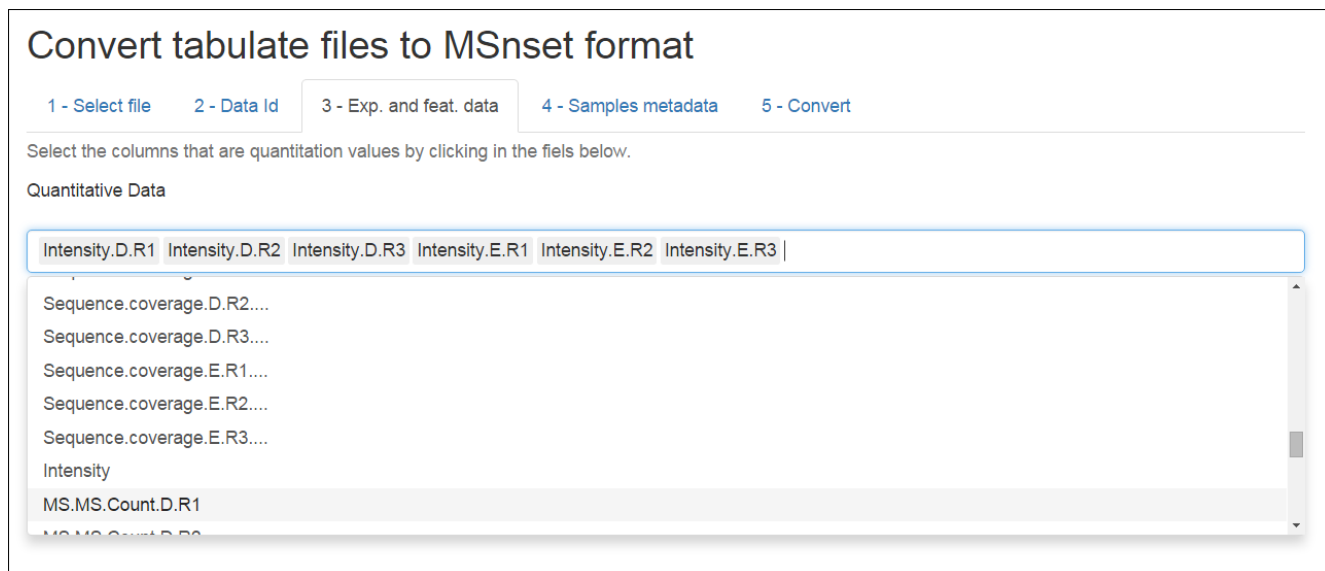 Convert tabulate files to MSnset format
1 - Select file 2 - Data Id 3 - Exp. and feat. data 4 - Samples metadata 5 - Convert
Select the columns that are quantitation values by clicking in the fiels below.
Quantitative Data
Intensity.D.R1 Intensity.D.R2 Intensity.D.R3 Intensity.E.R1 Intensity.E.R2 Intensity.E.R3
Sequence.coverage.D.R2....
Sequence.coverage.D.R3....
Sequence.coverage.E.R1....
Sequence.coverage.E.R2....
Sequence.coverage.E.R3....
Intensity
MS.MS.Count.D.R1